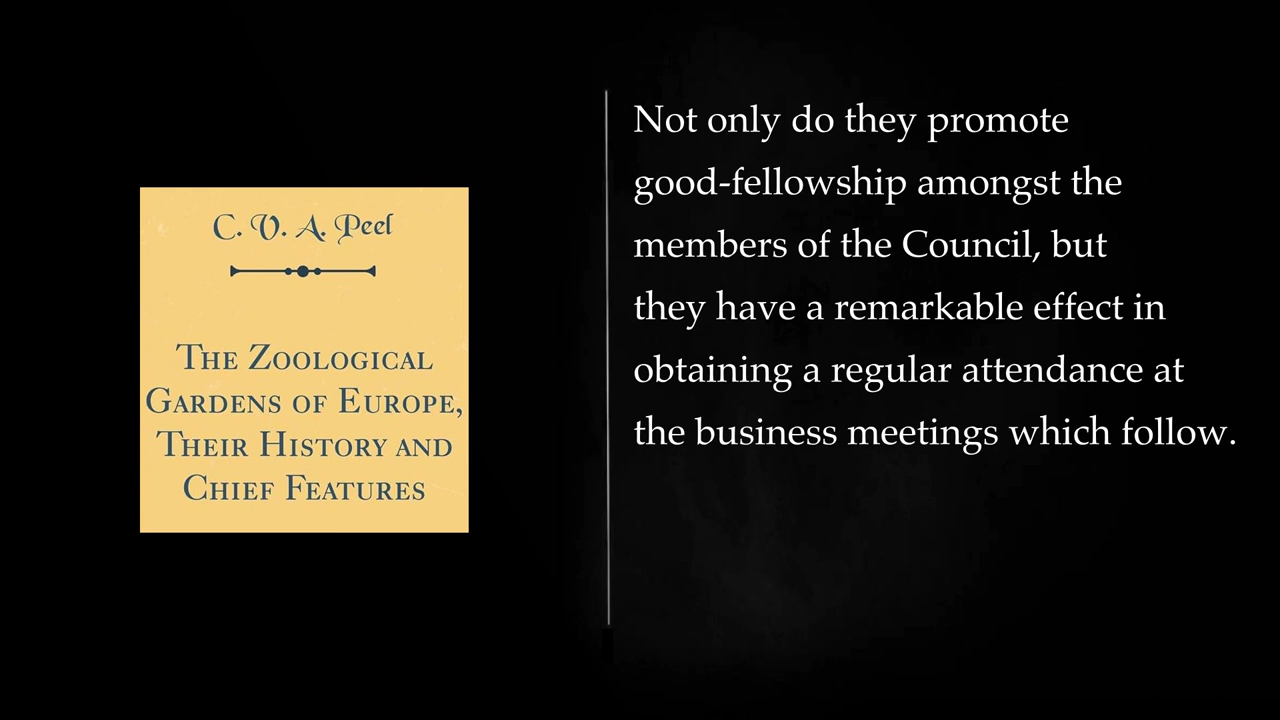 C. V. A. Peel
The Zoological
Gardens of Europe,
Their History and
Chief Features
Not only do they promote
good-fellowship amongst the
members of the Council, but
they have a remarkable effect in
obtaining a regular attendance at
the business meetings which follow.